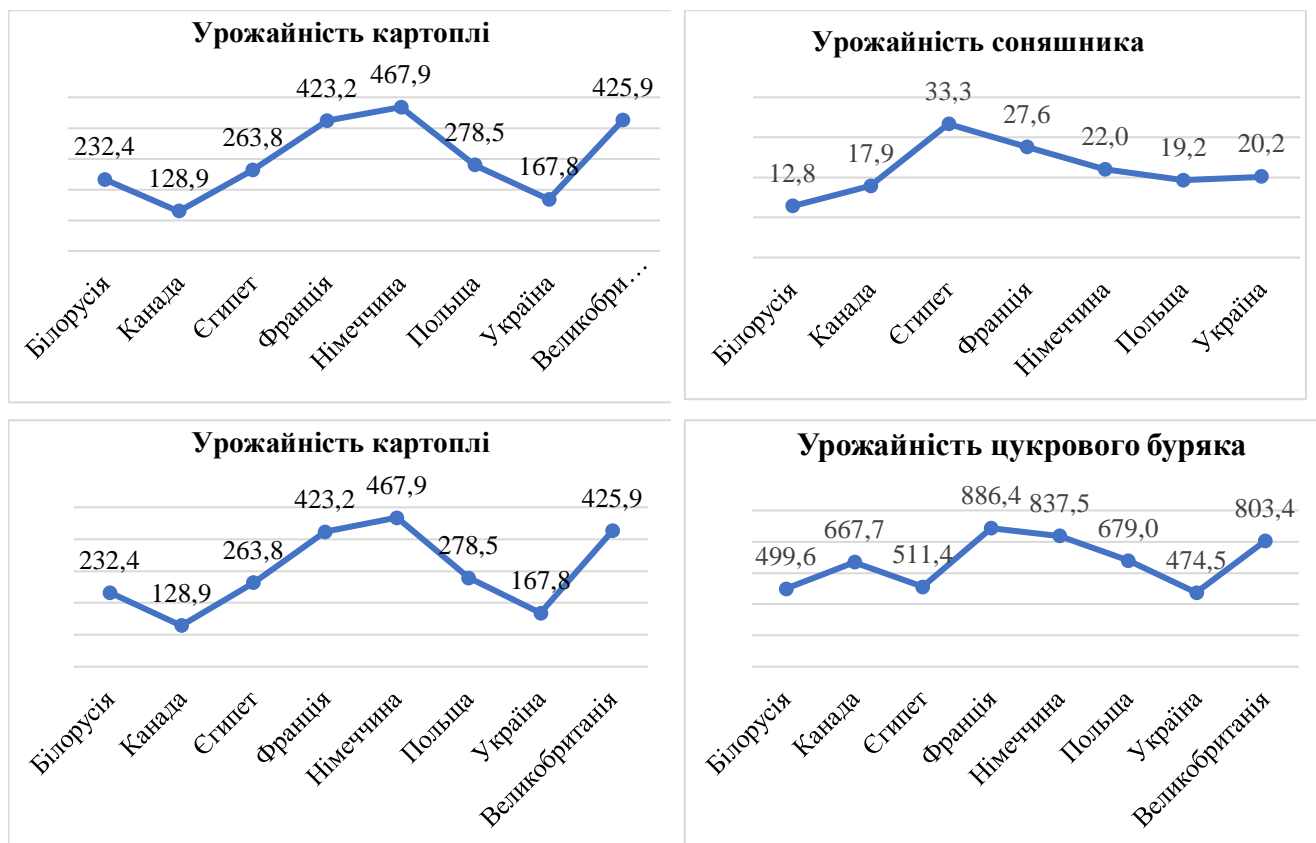 Урожайність картоплі
232,4
128,9
263,8
423,2
467,9
278,5
167,8
425,9
Білорусія
Канада
Єгипет
Франція
Німеччина
Польща
Україна
Великобри…
Урожайність соняшника
12,8
17,9
33,3
27,6
22,0
19,2
20,2
Білорусія
Канада
Єгипет
Франція
Німеччина
Польща
Україна
Урожайність картоплі
232,4
128,9
263,8
423,2
467,9
278,5
167,8
425,9
Білорусія
Канада
Єгипет
Франція
Німеччина
Польща
Україна
Великобританія
Урожайність цукрового буряка
499,6
667,7
511,4
886,4
837,5
679,0
474,5
803,4
Білорусія
Канада
Єгипет
Франція
Німеччина
Польща
Україна
Великобританія